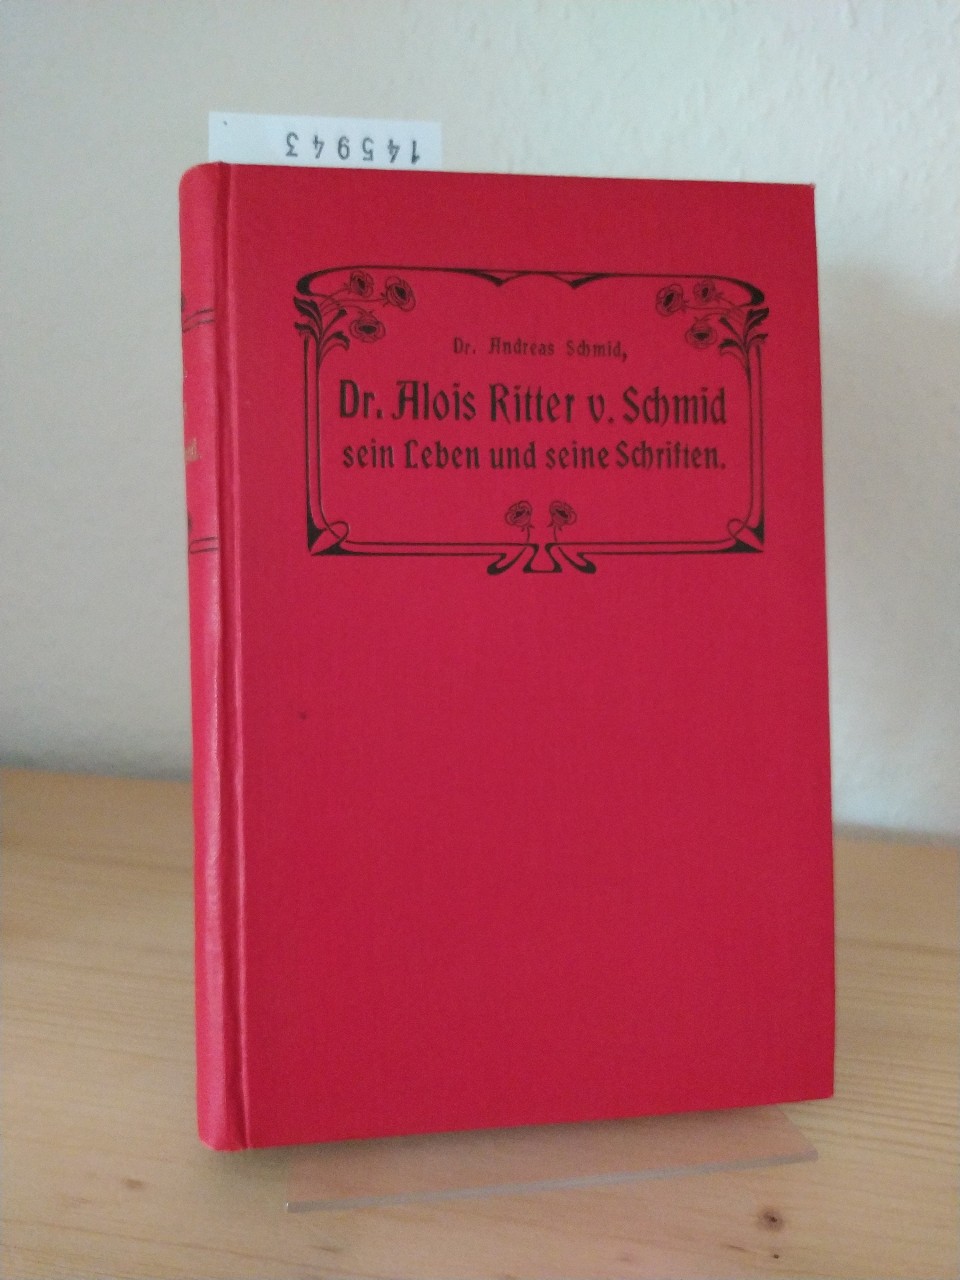 145943
Dr. Andreas Schmid,
Dr. Alois Ritter v. Schmid
sein Leben und seine Schriften.